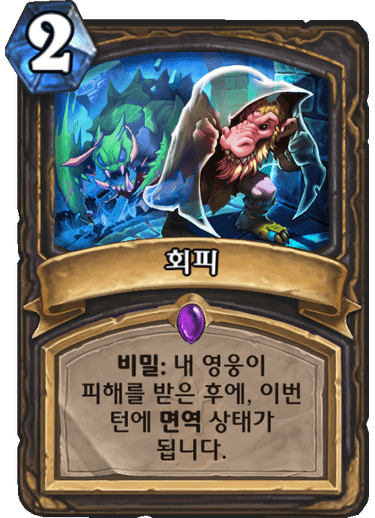 2
회피
비밀: 내 영웅이
피해를 받은 후에, 이번
턴에 면역 상태가
됩니다.